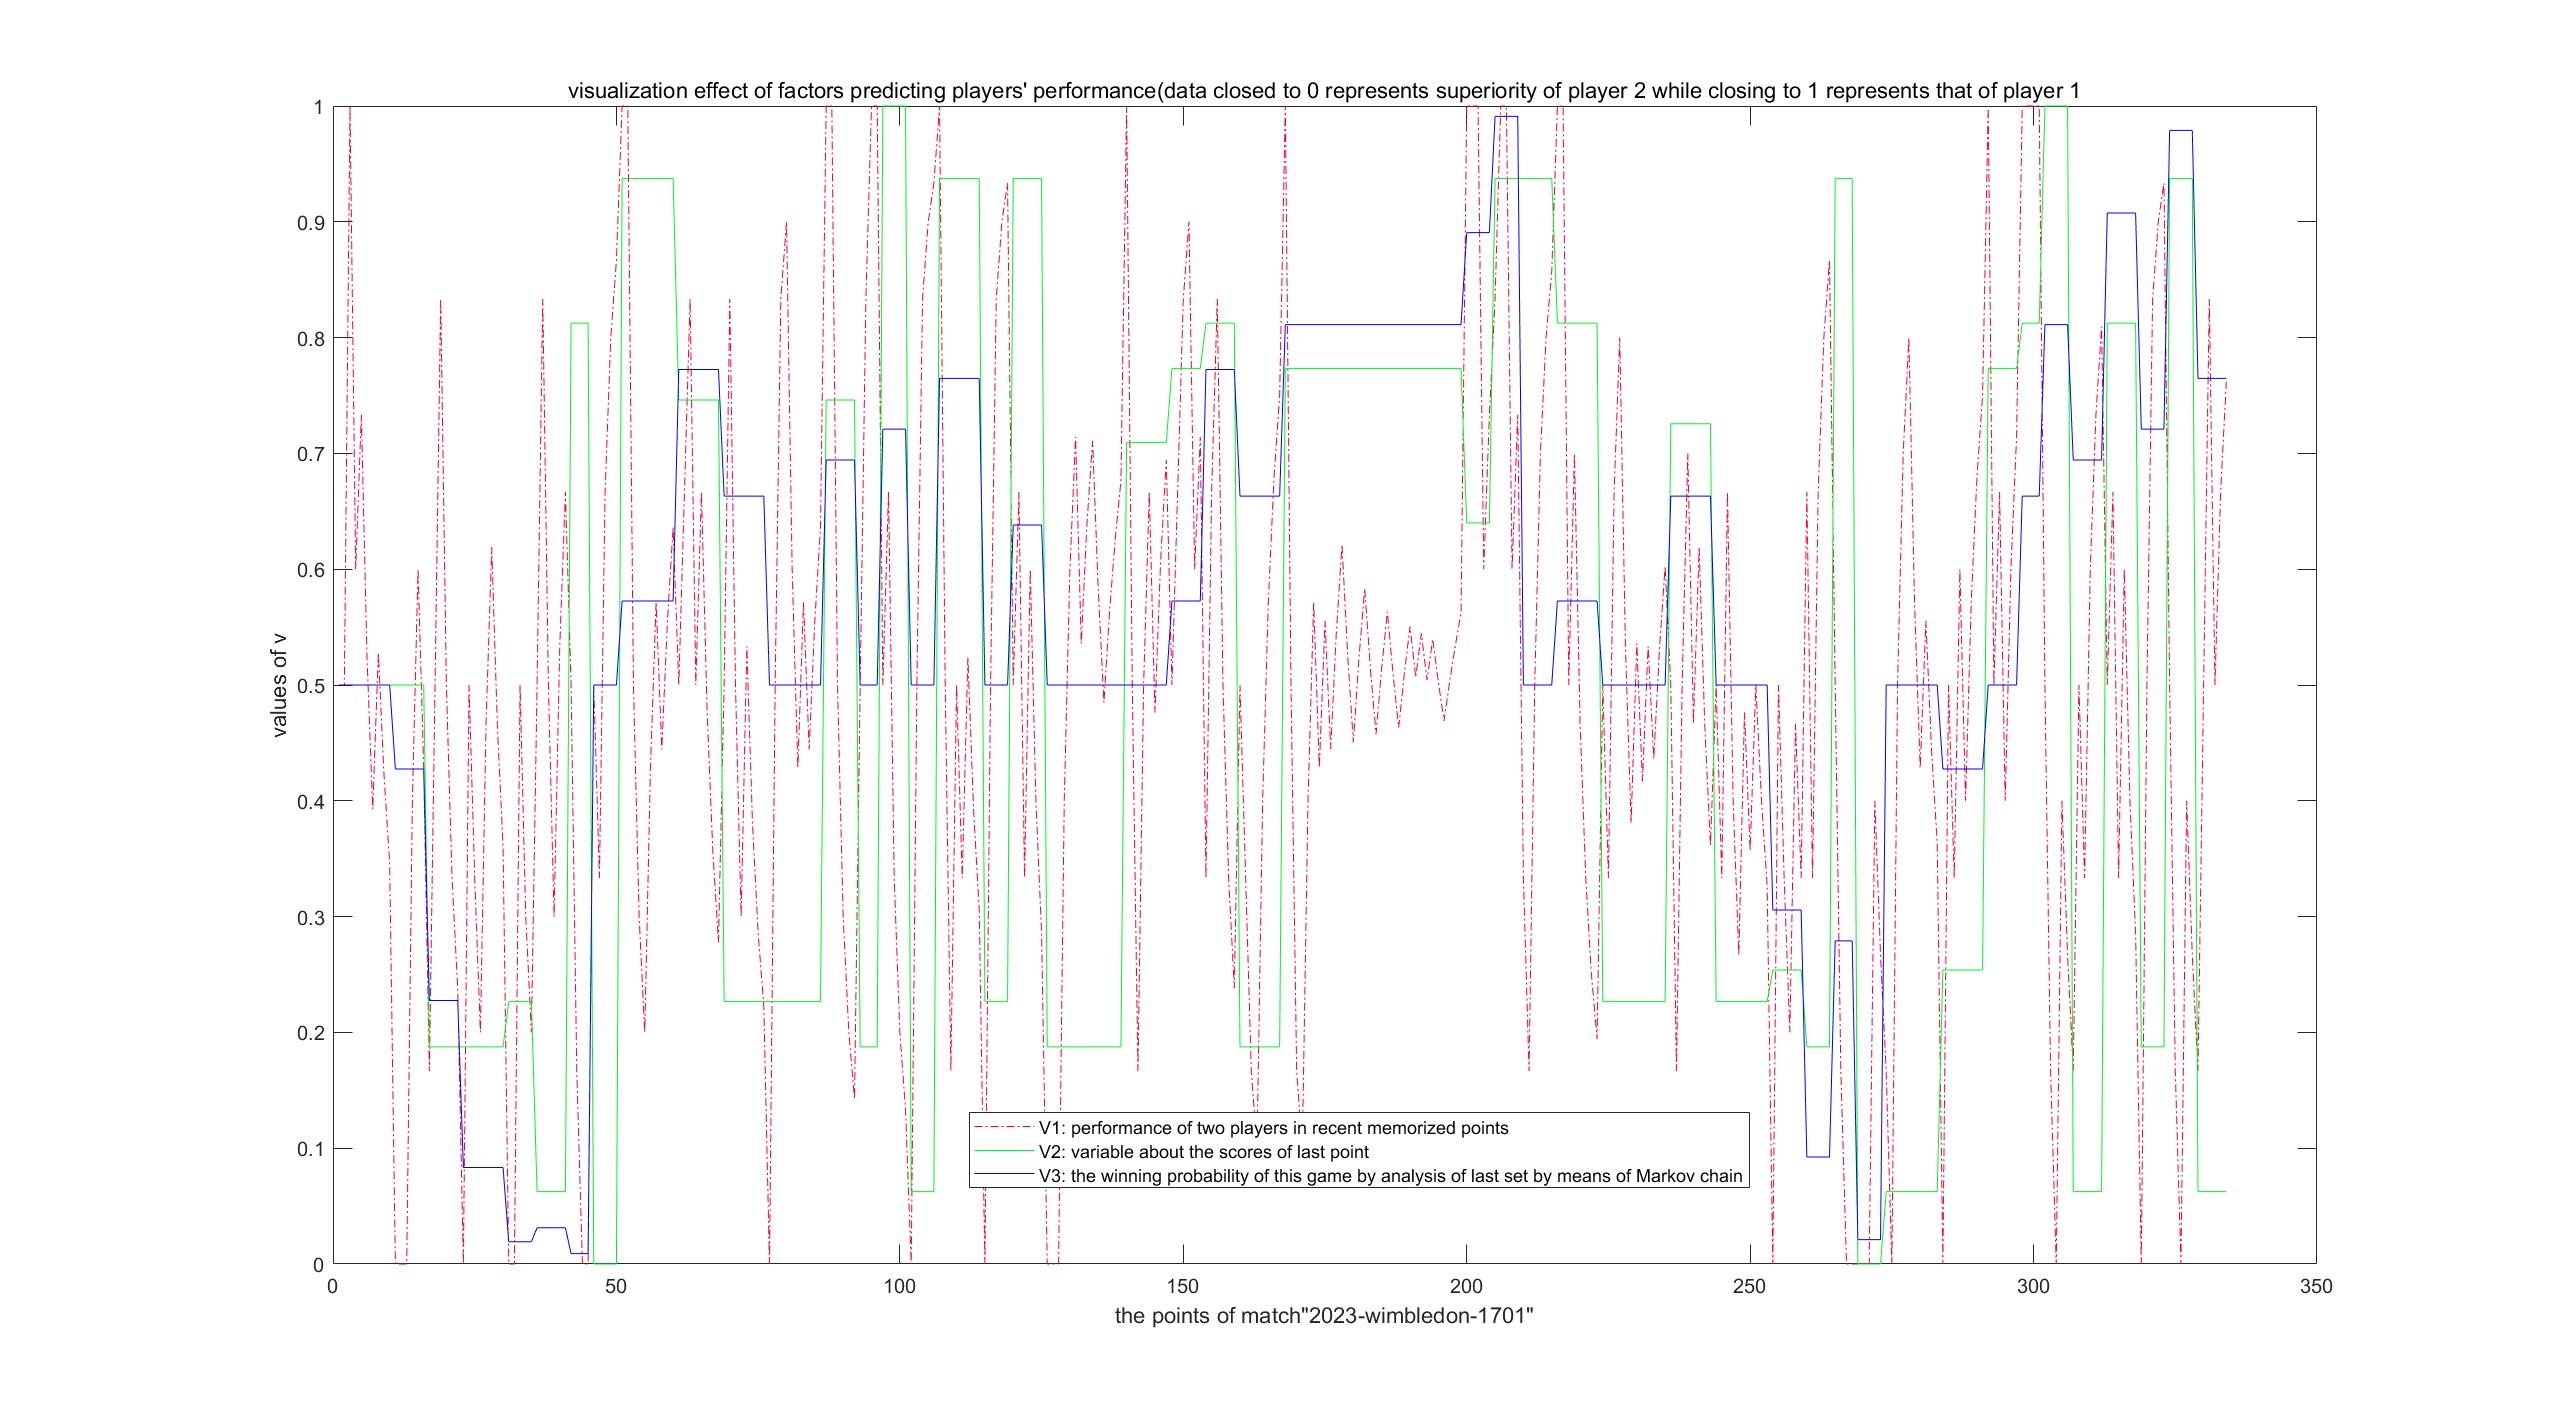 visualization effect of factors predicting players' performance(data closed to 0 represents superiority of player 2 while closing to 1 represents that of player 1
1
0.9
0.8
0.7
0.6
0.5
0.4
0.3
0.2
0.1
0
values of v
V1: performance of two players in recent memorized points
V2: variable about the scores of last point
V3: the winning probability of this game by analysis of last set by means of Markov chain
0 50 100 150 200 250 300 350
the points of match"2023-wimbledon-1701"